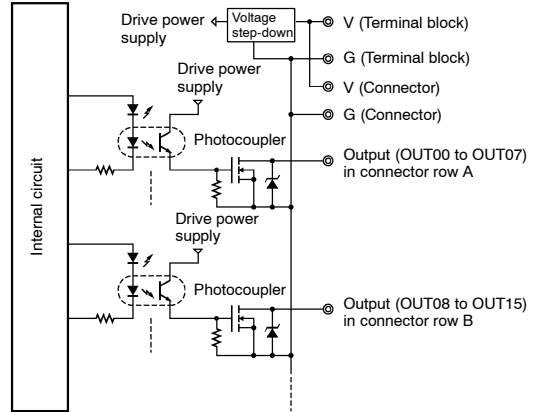 Drive power
supply
Voltage
step-down
V (Terminal block)
G (Terminal block)
V (Connector)
G (Connector)
Drive power
supply
Photocoupler
Output (OUT00 to OUT07)
in connector row A
Internal circuit
Drive power
supply
Photocoupler
Output (OUT08 to OUT15)
in connector row B